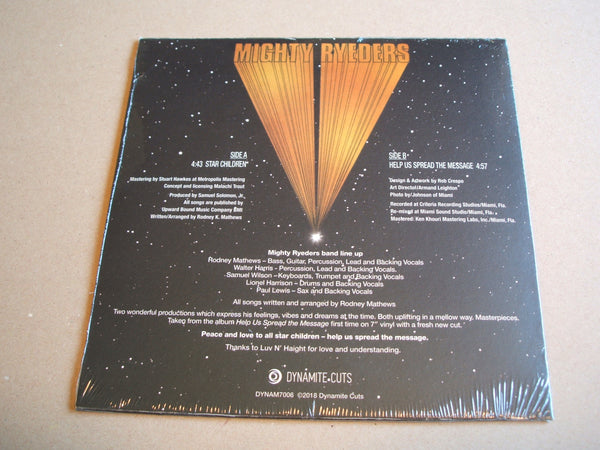 MIGHTY RYEDERS
SIDE A
4:43 STAR CHILDREN
Mastering by Shuart Hawkes at Metropolis Mastering
Concept and licensing Malachi Trout
Produced by Samuel Solomon, Jr.
All songs are published by
Upward Bound Music Company BMI
Written/Arranged by Rodney K. Mathews
SIDE B
HELP US SPREAD THE MESSAGE 4:57
Design & Adwork by Rob Crespo
Art Director/Armand Leighton
Photo by/Johnson of Miami
Recorded at Criteria Recording Studios/Miami, Fla.
Re-mixed at Miami Sound Studio/Miami, Fla.
Mastered: Ken Khouri Mastering Labs, Inc./Miami, Fla.
Mighty Ryeders band line up
Rodney Mathews - Bass, Guitar, Percussion, Lead and Backing Vocals
Walter Harris - Percussion, Lead and Backing Vocals.
Samuel Wilson - Keyboards, Trumpet and Backing Vocals
Lionel Harrison – Drums and Backing Vocals
Paul Lewis – Sax and Backing Vocals
All songs written and arranged by Rodney Mathews
Two wonderful productions which express his feelings, vibes and dreams at the time. Both uplifting in a mellow way. Masterpieces.
Taken from the album Help Us Spread the Message first time on 7" vinyl with a fresh new cut.
Peace and love to all star children – help us spread the message.
Thanks to Luv N' Haight for love and understanding.
DYNAMITE CUTS
DYNAM7006 ©2018 Dynamite Cuts